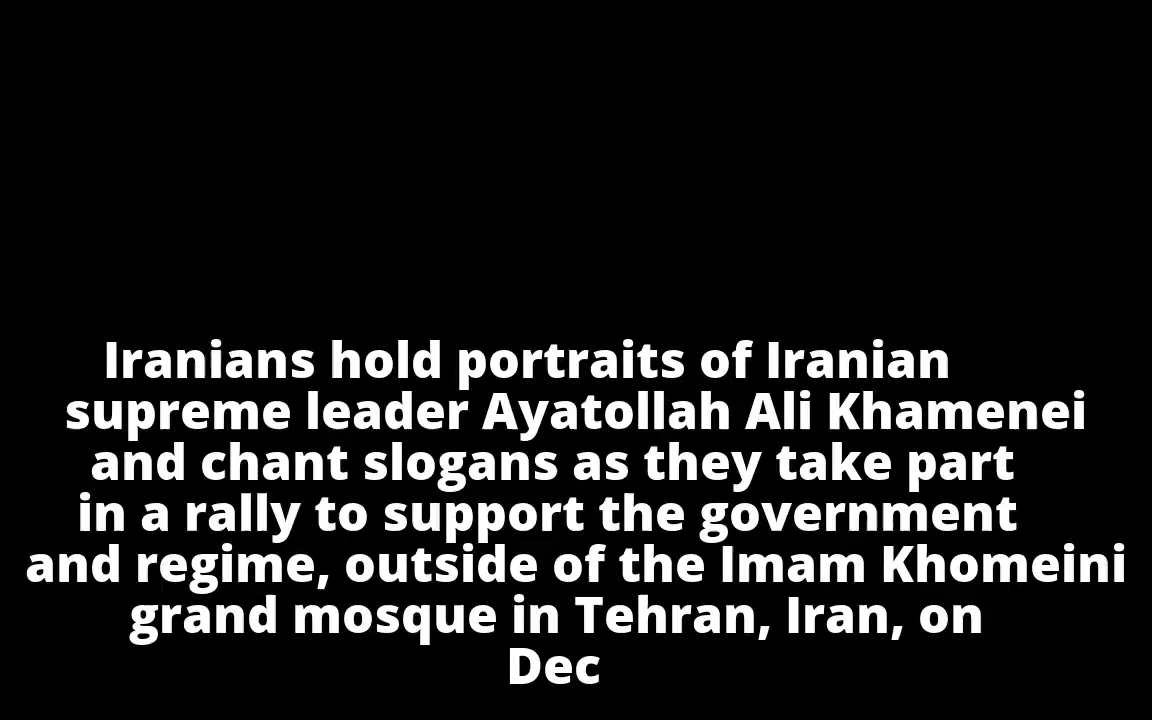 Iranians hold portraits of Iranian
supreme leader Ayatollah Ali Khamenei
and chant slogans as they take part
in a rally to support the government
and regime, outside of the Imam Khomeini
grand mosque in Tehran, Iran, on
Dec